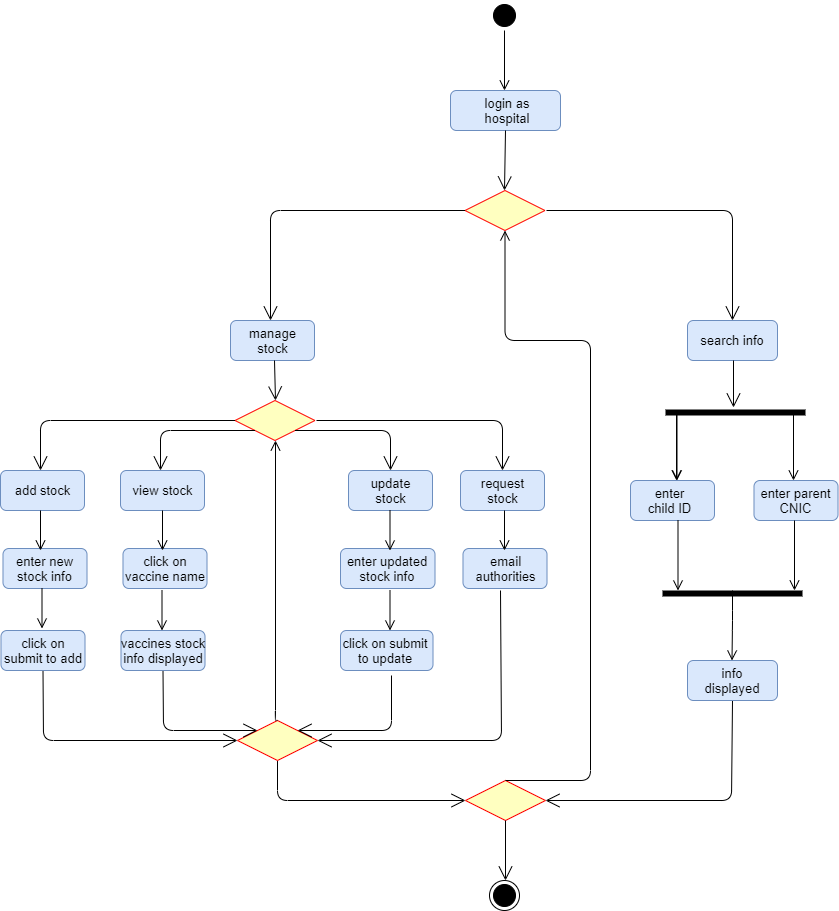 login as
hospital
manage
stock
search info
add stock
view stock
update
stock
request
stock
enter
child ID
enter parent
CNIC
enter new
stock info
click on
vaccine name
enter updated
stock info
email
authorities
click on
submit to add
vaccines stock
info displayed
click on submit
to update
info
displayed